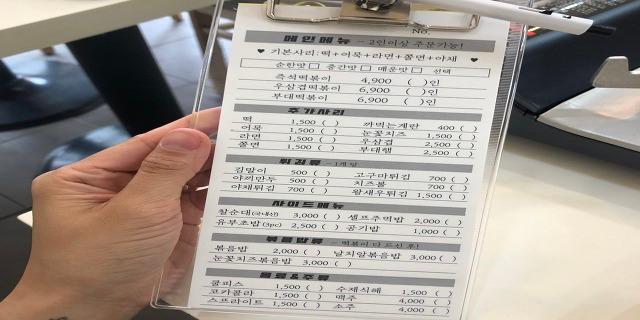 No.
메인메뉴 - 2인이상 주문가능!
♥ 기본사리:떡+어묵+라면+쫄면+야채 ♥
순한맛 □ 중간맛 □ 매운맛 □ 선택
즉석떡볶이 4,900 ( )인
우삼겹떡볶이 6,900 ( )인
부대떡볶이 6,900 ( )인
추가사리
떡 1,500 ( ) 까먹는계란 400 ( )
어묵 1,500 ( ) 눈꽃치즈 1,500 ( )
라면 1,500 ( ) 우삼겹 2,500 ( )
쫄면 1,500 ( ) 부대햄 2,500 ( )
튀김류 - 1개당
김말이 500 ( ) 고구마튀김 700 ( )
야끼만두 500 ( ) 치즈볼 700 ( )
야채튀김 700 ( ) 왕새우튀김 1,500 ( )
사이드메뉴
찰순대(국내산) 3,000 ( ) 셀프주먹밥 2,000 ( )
유부초밥(3pc) 2,500 ( ) 공기밥 1,000 ( )
볶음밥류 - 떡볶이 다 드신 후!
볶음밥 2,000 ( ) 날치알볶음밥 3,000 ( )
눈꽃치즈볶음밥 3,000 ( )
음료&주류
쿨피스 1,500 ( ) 수제식혜 1,500 ( )
코카콜라 1,500 ( ) 맥주 4,000 ( )
스프라이트 1,500 ( ) 소주 4,000 ( )